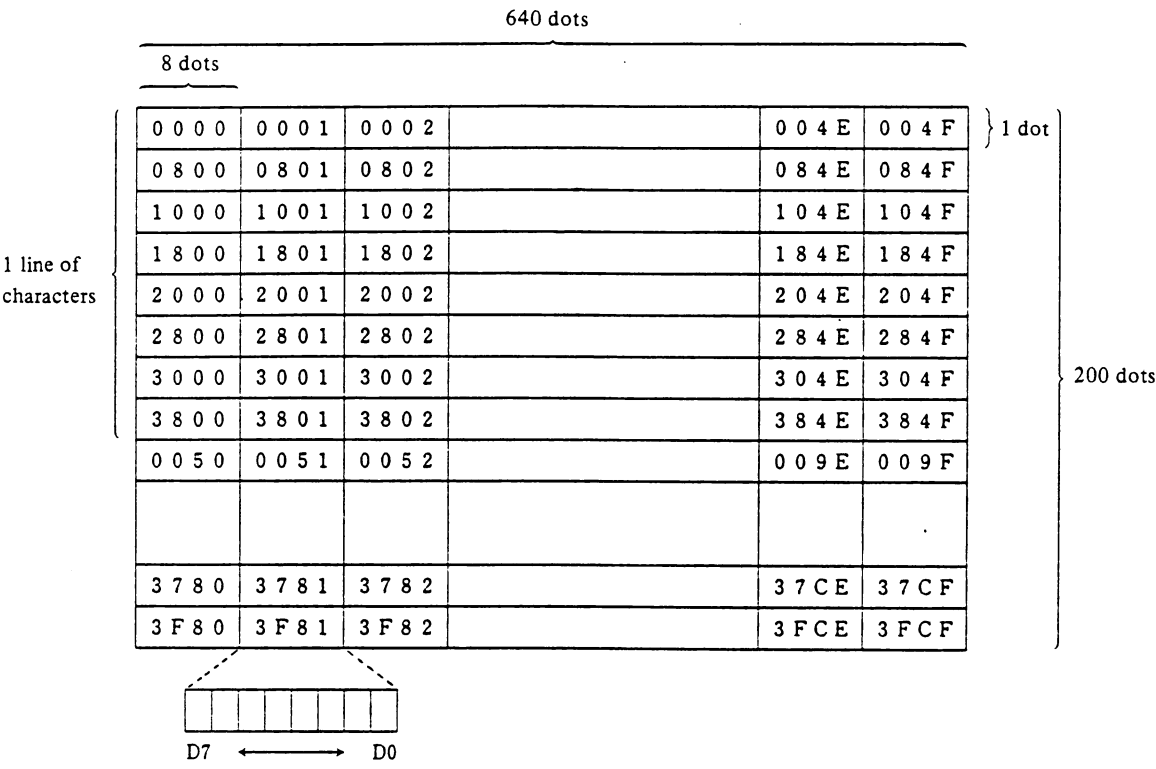 640 dots
8 dots
0000 0001 0002 004E 004F 1 dot
0800 0801 0802 084E 084F
1000 1001 1002 104E 104F
1800 1801 1802 184E 184F
1 line of
characters
2000 2001 2002 204E 204F
2800 2801 2802 284E 284F
3000 3001 3002 304E 304F 200 dots
3800 3801 3802 384E 384F
0050 0051 0052 009E 009F
3780 3781 3782 37CE 37CF
3F80 3F81 3F82 3FCE 3FCF
D7 D0